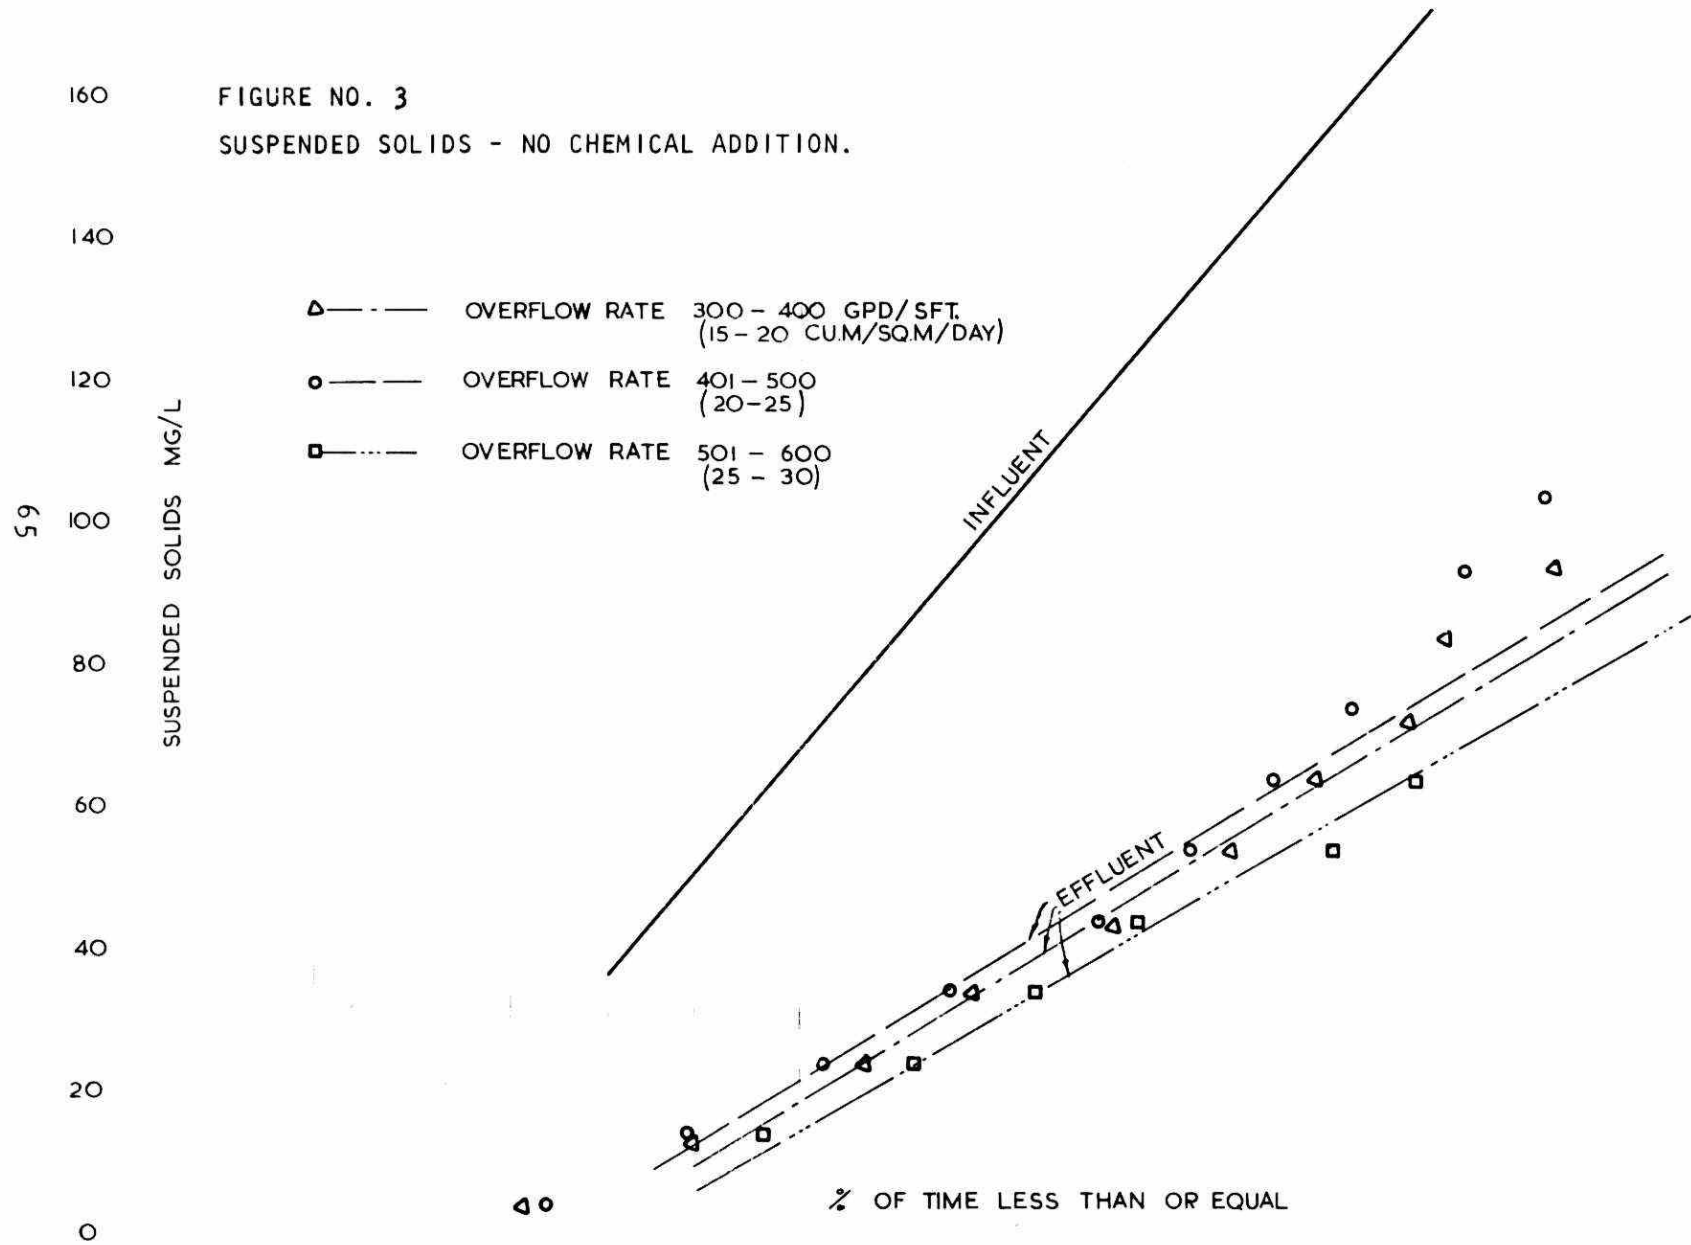 FIGURE NO. 3
SUSPENDED SOLIDS - NO CHEMICAL ADDITION.
OVERFLOW RATE 300 - 400 GPD/SFT.
(15 - 20 CU.M/SQ.M/DAY)
OVERFLOW RATE 401 - 500
(20-25)
OVERFLOW RATE 501 - 600
(25 - 30)
160
140
120
100
80
60
40
20
0
SUSPENDED SOLIDS MG/L
65
INFLUENT
EFFLUENT
% OF TIME LESS THAN OR EQUAL